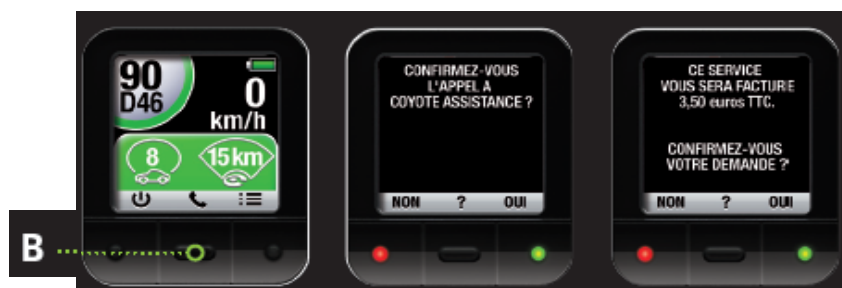 90
D46
0
km/h
8
15km
B
CONFIRMEZ-VOUS
L'APPEL A
COYOTE ASSISTANCE ?
NON ? OUI
CE SERVICE
VOUS SERA FACTURE
3,50 euros TTC.
CONFIRMEZ-VOUS
VOTRE DEMANDE ?
NON ? OUI